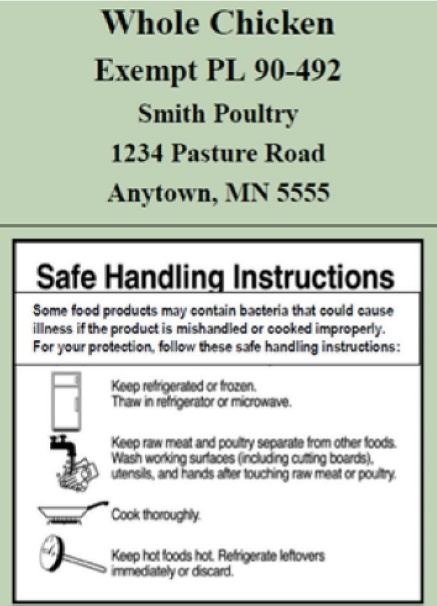 Whole Chicken
Exempt PL 90-492
Smith Poultry
1234 Pasture Road
Anytown, MN 5555
Safe Handling Instructions
Some food products may contain bacteria that could cause
illness if the product is mishandled or cooked improperly.
For your protection, follow these safe handling instructions:
Keep refrigerated or frozen.
Thaw in refrigerator or microwave.
Keep raw meat and poultry separate from other foods.
Wash working surfaces (including cutting boards),
utensils, and hands after touching raw meat or poultry.
Cook thoroughly.
Keep hot foods hot. Refrigerate leftovers
immediately or discard.